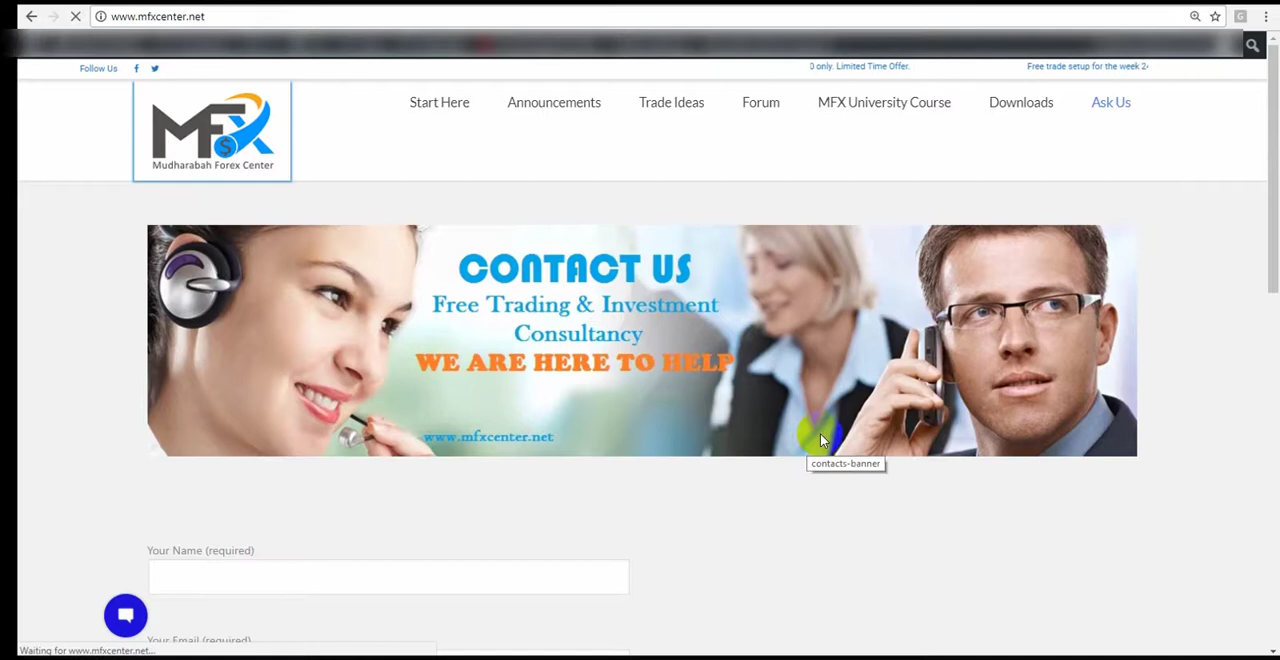 www.mfxcenter.net
G
Follow Us
only. Limited Time Offer.
Free trade setup for the week
MFX
$
Mudharabah Forex Center
Start Here
Announcements
Trade Ideas
Forum
MFX University Course
Downloads
Ask Us
CONTACT US
Free Trading & Investment
Consultancy
WE ARE HERE TO HELP
www.mfxcenter.net
contacts-banner
Your Name (required)
Your Email (required)
Waiting for www.mfxcenter.net...